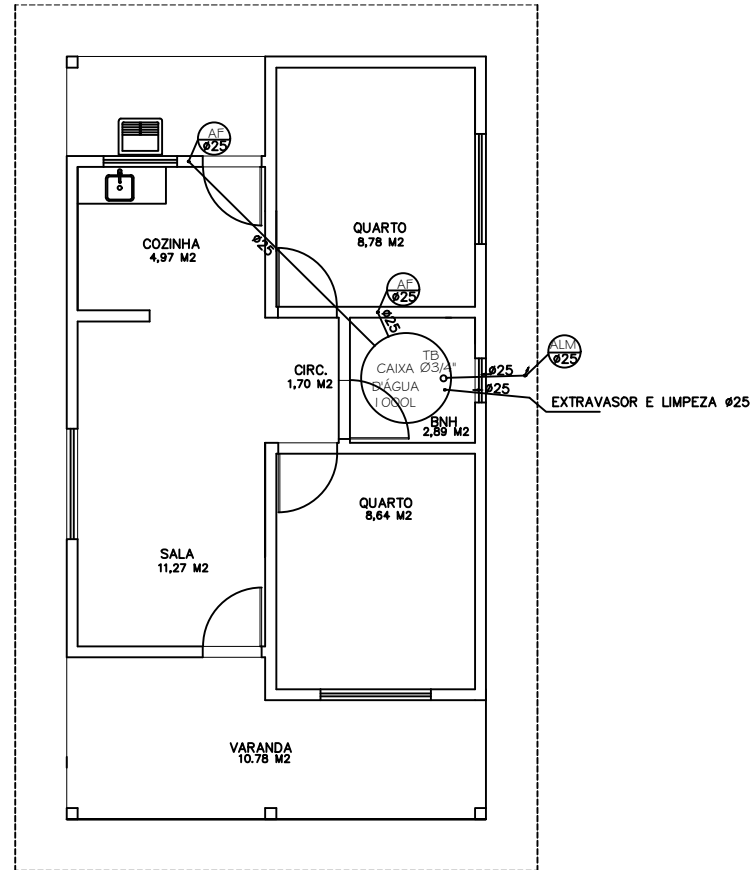 AF
ø25
QUARTO
8,78 M2
COZINHA
4,97 M2
ø25
AF
ø25
ø25
CIRC.
1,70 M2
TB
Ø3/4"
CAIXA
D'ÁGUA
1000L
ALM
ø25
ø25
ø25
EXTRAVASOR E LIMPEZA ø25
BNH
2,89 M2
QUARTO
8,64 M2
SALA
11,27 M2
VARANDA
10.78 M2